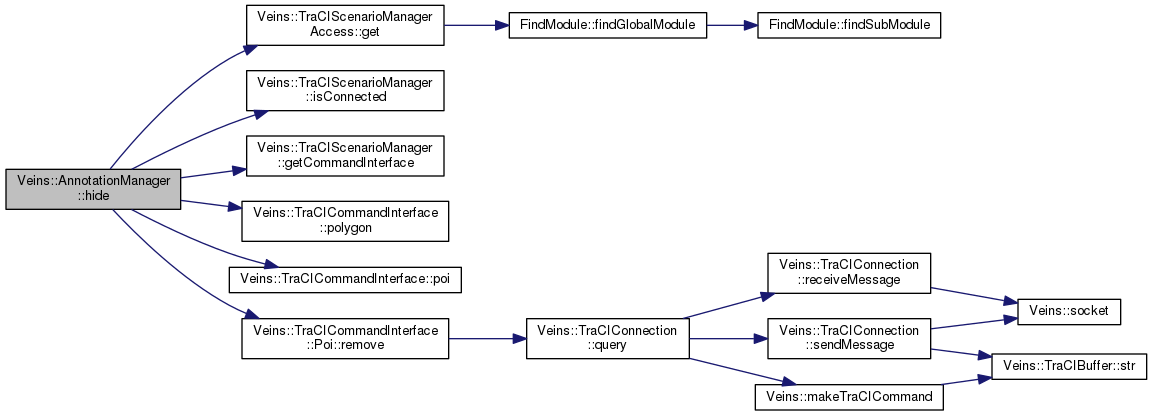 Veins::TraCIScenarioManager
Access::get
FindModule::findGlobalModule
FindModule::findSubModule
Veins::TraCIScenarioManager
::isConnected
Veins::TraCIScenarioManager
::getCommandInterface
Veins::AnnotationManager
::hide
Veins::TraCICommandInterface
::polygon
Veins::TraCICommandInterface::poi
Veins::TraCICommandInterface
::Poi::remove
Veins::TraCIConnection
::query
Veins::TraCIConnection
::receiveMessage
Veins::TraCIConnection
::sendMessage
Veins::makeTraCICommand
Veins::socket
Veins::TraCIBuffer::str